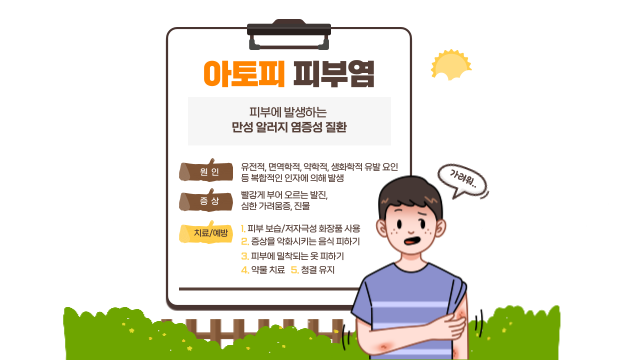 아토피 피부염
피부에 발생하는
만성 알러지 염증성 질환
원인
유전적, 면역학적, 약학적, 생화학적 유발 요인
등 복합적인 인자에 의해 발생
증상
빨갛게 부어 오르는 발진,
심한 가려움증, 진물
치료/예방
1. 피부 보습/저자극성 화장품 사용
2. 증상을 악화시키는 음식 피하기
3. 피부에 밀착되는 옷 피하기
4. 약물 치료 5. 청결 유지
가려워..